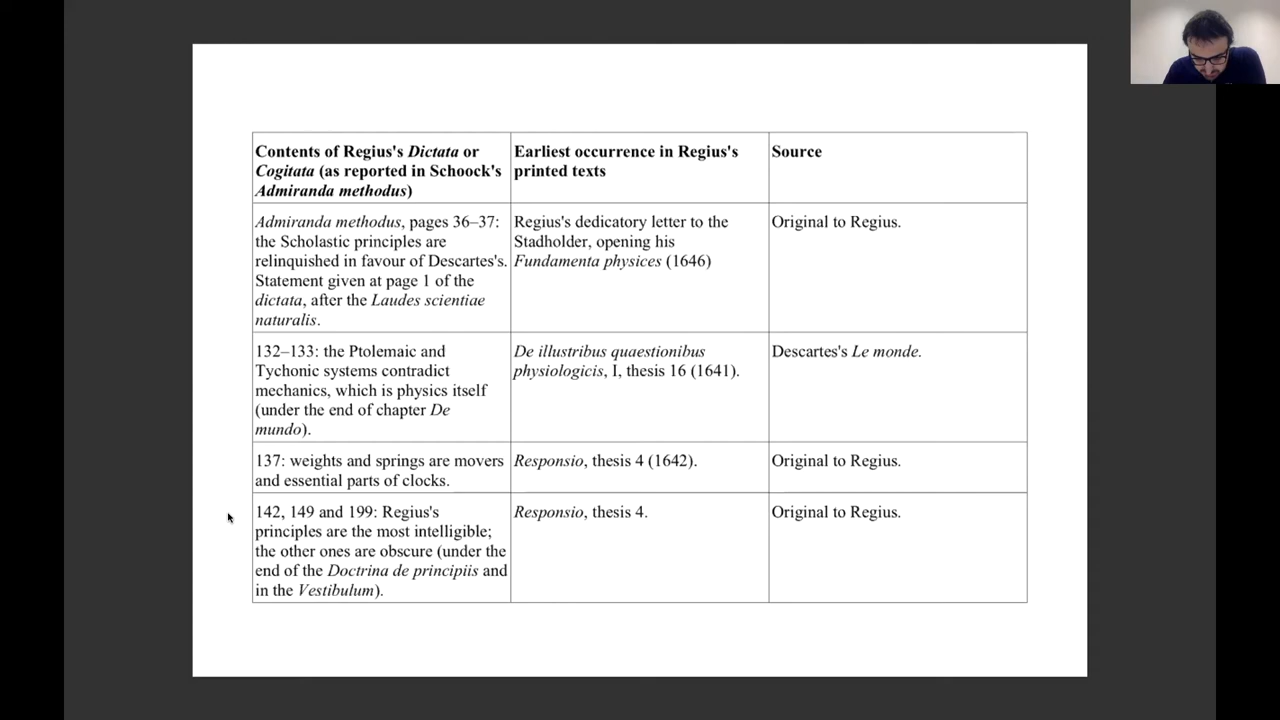 Contents of Regius's Dictata or
Cogitata (as reported in Schoock's
Admiranda methodus)
Earliest occurrence in Regius's
printed texts
Source
Admiranda methodus, pages 36–37:
the Scholastic principles are
relinquished in favour of Descartes's.
Statement given at page 1 of the
dictata, after the Laudes scientiae
naturalis.
Regius's dedicatory letter to the
Stadholder, opening his
Fundamenta physices (1646)
Original to Regius.
132–133: the Ptolemaic and
Tychonic systems contradict
mechanics, which is physics itself
(under the end of chapter De
mundo).
De illustribus quaestionibus
physiologicis, I, thesis 16 (1641).
Descartes's Le monde.
137: weights and springs are movers
and essential parts of clocks.
Responsio, thesis 4 (1642).
Original to Regius.
142, 149 and 199: Regius's
principles are the most intelligible;
the other ones are obscure (under the
end of the Doctrina de principiis and
in the Vestibulum).
Responsio, thesis 4.
Original to Regius.